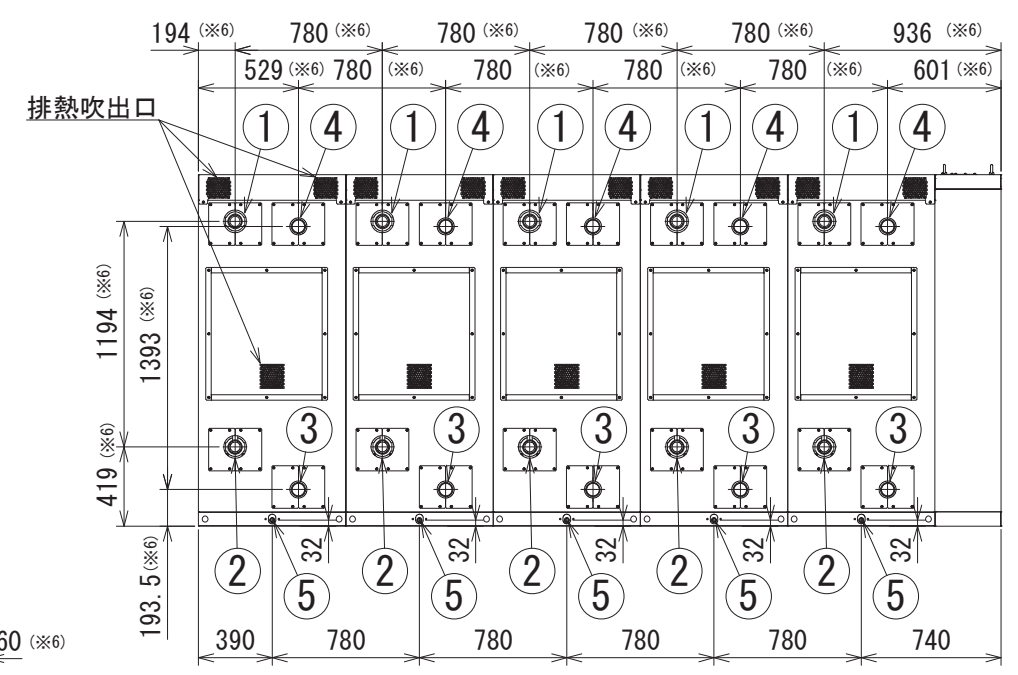 194 (※6) 780 (※6) 780 (※6) 780 (※6) 780 (※6) 936 (※6)
529 (※6) 780 (※6) 780 (※6) 780 (※6) 780 (※6) 601 (※6)
排熱吹出口
① ④ ① ④ ① ④ ① ④ ① ④
1194 (※6)
1393 (※6)
③ ③ ③ ③ ③
419 (※6)
193.5 (※6)
32 32 32 32 32
② ② ② ② ②
⑤ ⑤ ⑤ ⑤ ⑤
60 (※6)
390 780 780 780 780 740